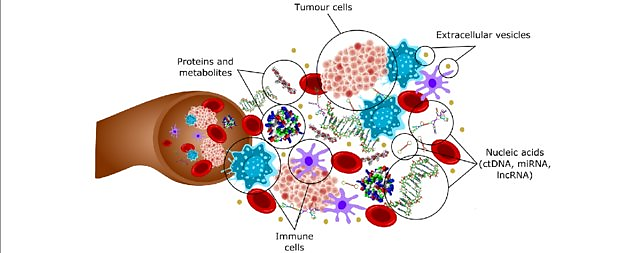 Tumour cells
Extracellular vesicles
Proteins and
metabolites
Nucleic acids
(ctDNA, miRNA,
lncRNA)
Immune
cells